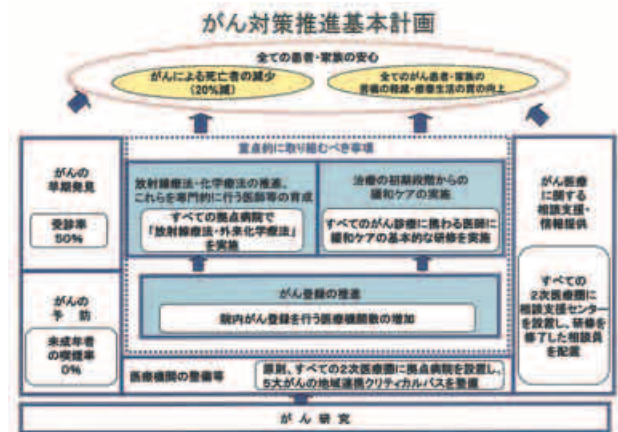 がん対策推進基本計画
全ての患者・家族の安心
がんによる死亡者の減少
(20%減)
全てのがん患者・家族の
苦痛の軽減・療養生活の質の向上
重点的に取り組むべき事項
がんの
早期発見
受診率
50%
がんの
予 防
未成年者
の喫煙率
0%
放射線療法・化学療法の推進、
これらを専門的に行う医師等の育成
すべての拠点病院で
「放射線療法・外来化学療法」
を実施
治療の初期段階からの
緩和ケアの実施
すべてのがん診療に携わる医師に
緩和ケアの基本的な研修を実施
がん登録の推進
院内がん登録を行う医療機関数の増加
医療機関の整備等
原則、すべての2次医療圏に拠点病院を設置し、
5大がんの地域連携クリティカルパスを整備
がん医療
に関する
相談支援・
情報提供
すべての
2次医療圏に
相談支援センター
を設置し、研修を
修了した相談員
を配置
が ん 研 究